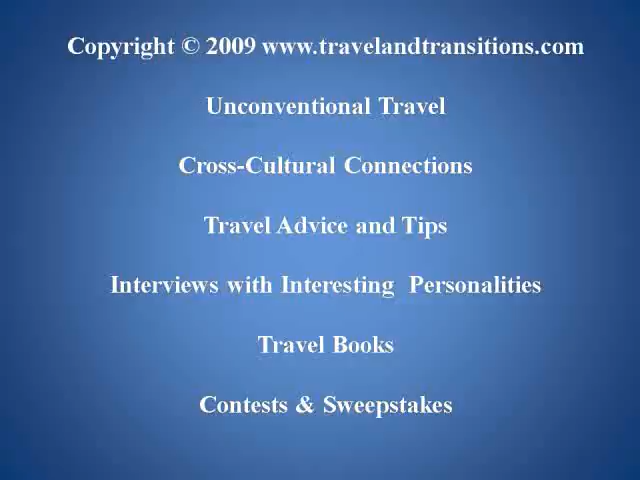 Copyright © 2009 www.travelandtransitions.com
Unconventional Travel
Cross-Cultural Connections
Travel Advice and Tips
Interviews with Interesting  Personalities
Travel Books
Contests & Sweepstakes